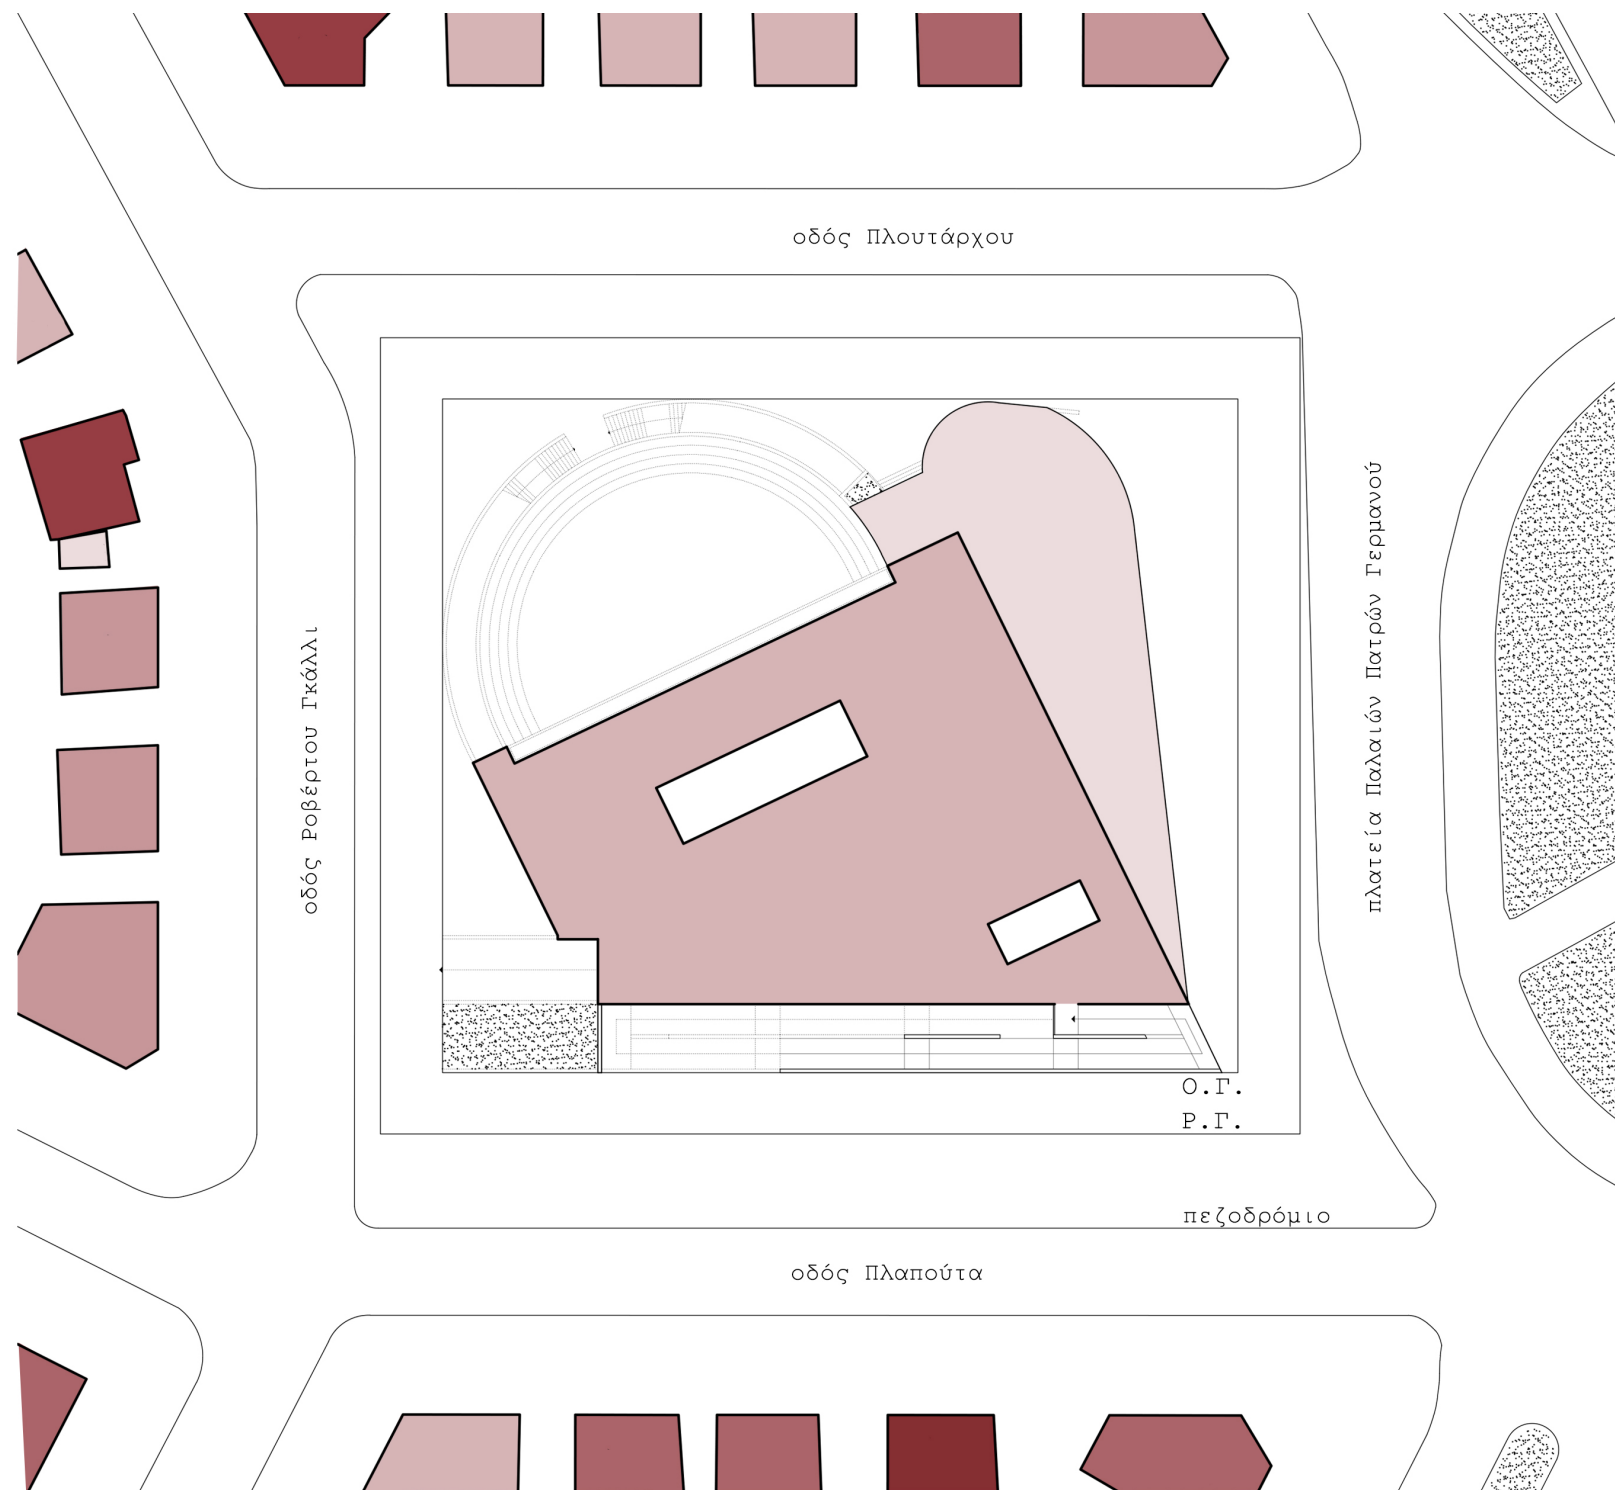 οδός Πλουτάρχου
πλατεία Παλαιών Πατρών Γερμανού
οδός Ροβέρτου Γκάλλι
Ο.Γ.
Ρ.Γ.
πεζοδρόμιο
οδός Πλαπούτα